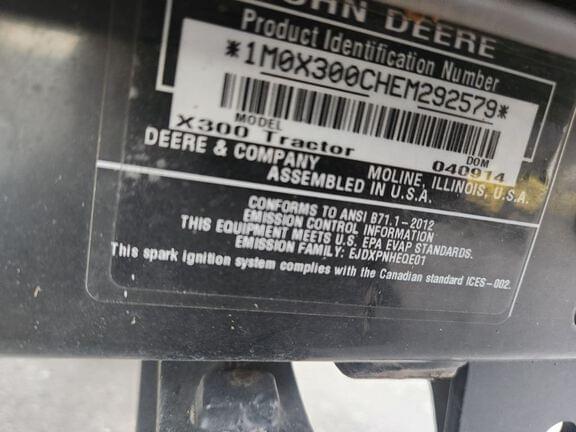 JOHN DEERE
Product Identification Number
*1M0X300CHEM292579*
MODEL
X300 Tractor
DOM
040914
DEERE & COMPANY MOLINE, ILLINOIS, U.S.A.
ASSEMBLED IN U.S.A.
CONFORMS TO ANSI B71.1-2012
EMISSION CONTROL INFORMATION
THIS EQUIPMENT MEETS U.S. EPA EVAP STANDARDS.
EMISSION FAMILY: EJDXPNHEQE01
This spark ignition system complies with the Canadian standard ICES-002.